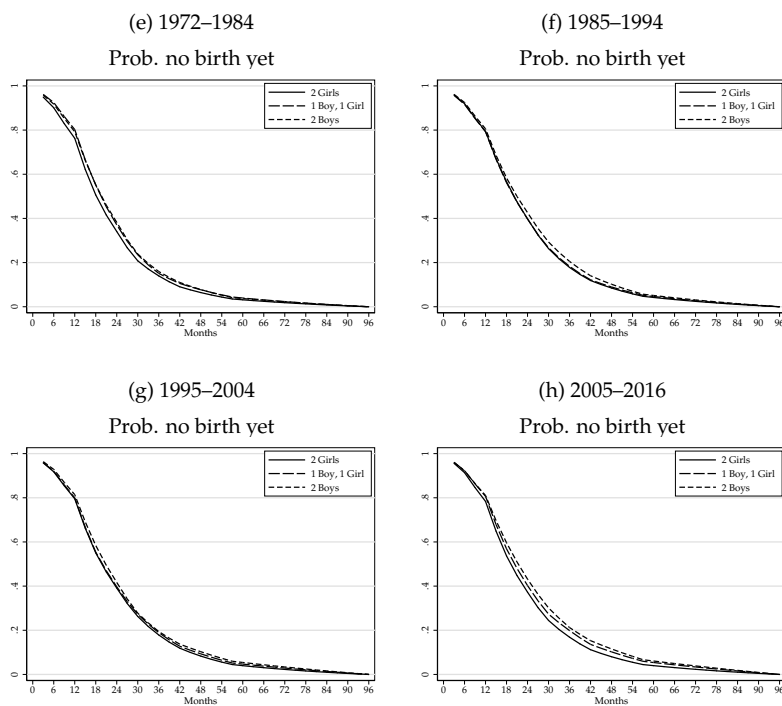 (e) 1972–1984
Prob. no birth yet
2 Girls
1 Boy, 1 Girl
2 Boys
0 .2 .4 .6 .8 1
0 6 12 18 24 30 36 42 48 54 60 66 72 78 84 90 96
Months
(f) 1985–1994
Prob. no birth yet
2 Girls
1 Boy, 1 Girl
2 Boys
0 .2 .4 .6 .8 1
0 6 12 18 24 30 36 42 48 54 60 66 72 78 84 90 96
Months
(g) 1995–2004
Prob. no birth yet
2 Girls
1 Boy, 1 Girl
2 Boys
0 .2 .4 .6 .8 1
0 6 12 18 24 30 36 42 48 54 60 66 72 78 84 90 96
Months
(h) 2005–2016
Prob. no birth yet
2 Girls
1 Boy, 1 Girl
2 Boys
0 .2 .4 .6 .8 1
0 6 12 18 24 30 36 42 48 54 60 66 72 78 84 90 96
Months